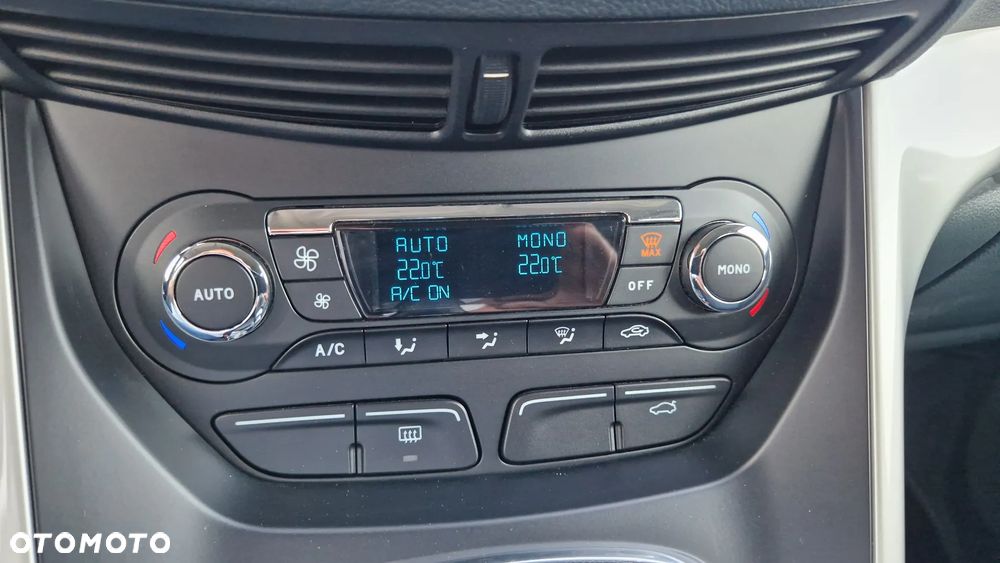 AUTO MONO
22.0°C 22.0°C
A/C ON
MAX
OFF
AUTO
MONO
A/C
OTOMOTO